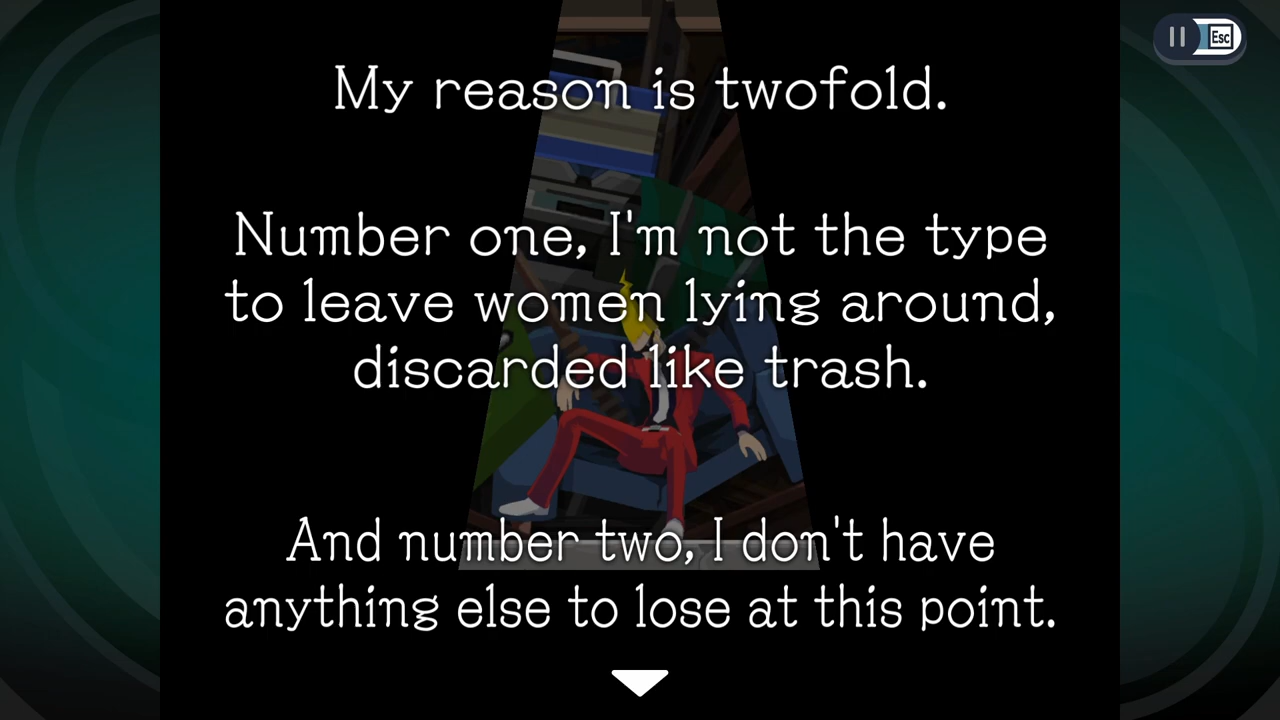 Esc
My reason is twofold.
Number one, I'm not the type
to leave women lying around,
discarded like trash.
And number two, I don't have
anything else to lose at this point.